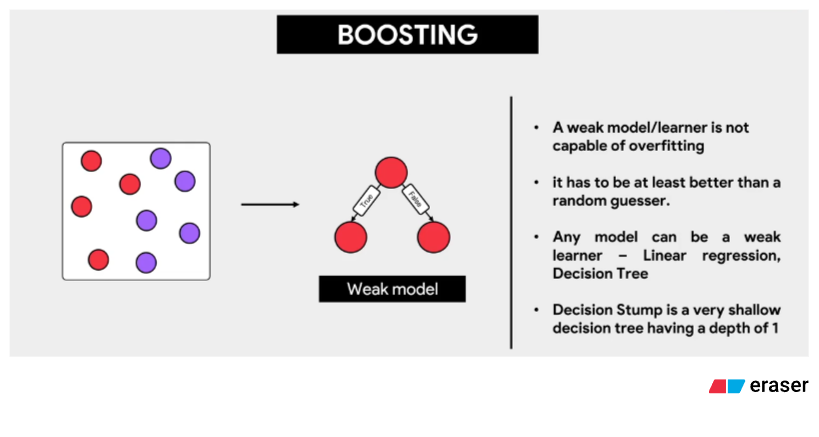 BOOSTING
True
False
Weak model
• A weak model/learner is not
capable of overfitting
• it has to be at least better than a
random guesser.
• Any model can be a weak
learner – Linear regression,
Decision Tree
• Decision Stump is a very shallow
decision tree having a depth of 1
eraser